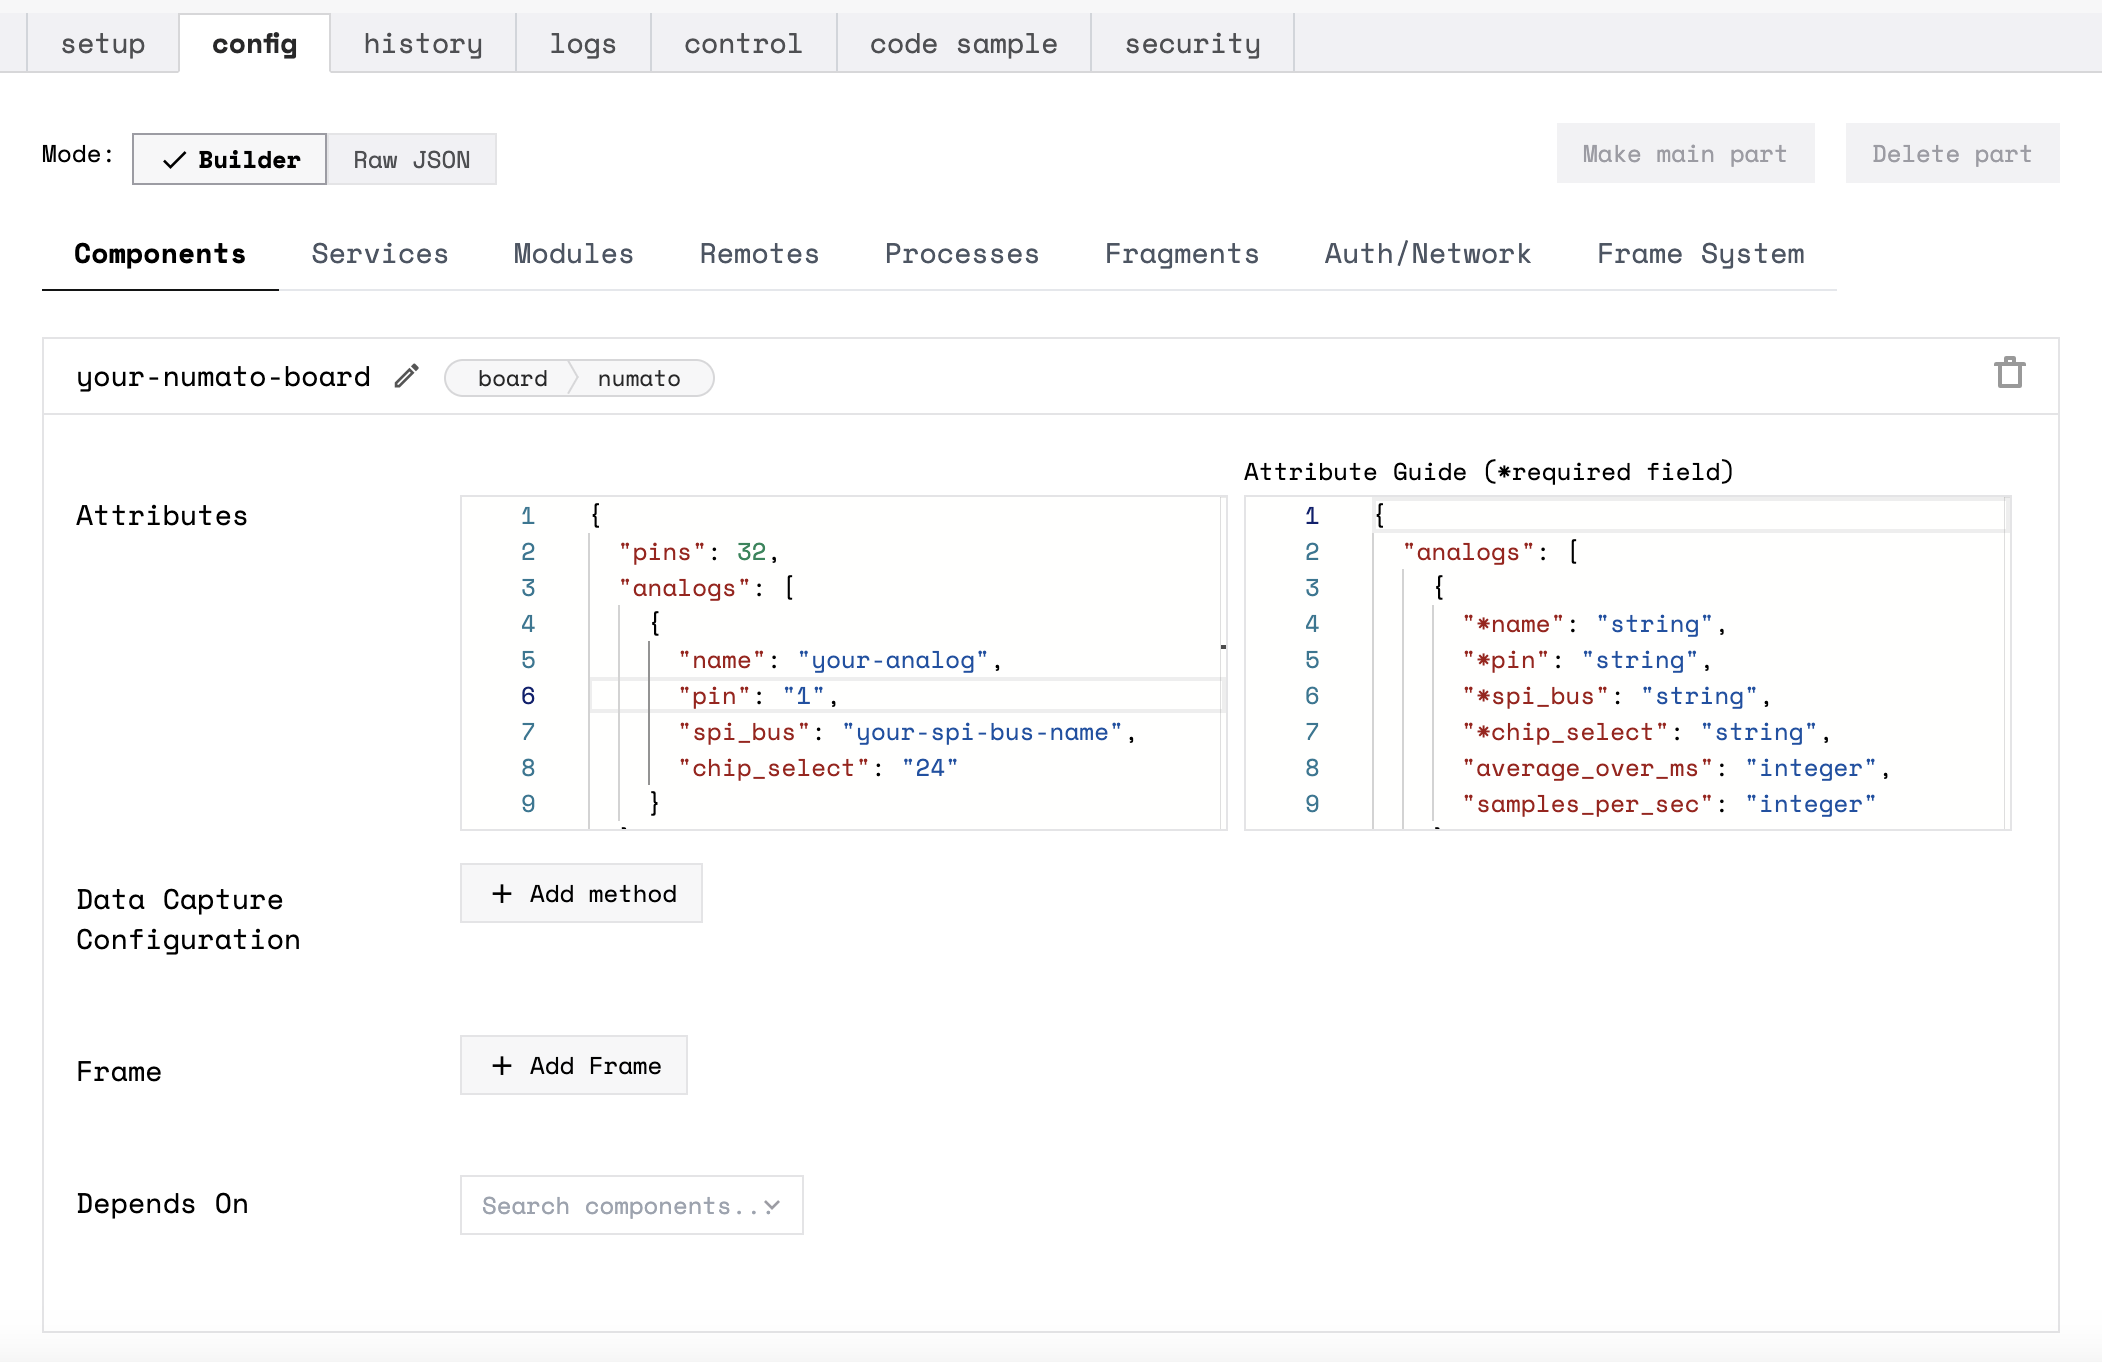 setup config history logs control code sample security
Mode: Builder Raw JSON Make main part Delete part
Components Services Modules Remotes Processes Fragments Auth/Network Frame System
your-numato-board board numato
Attributes
1 {
2 "pins": 32,
3 "analogs": [
4 {
5 "name": "your-analog",
6 "pin": "1",
7 "spi_bus": "your-spi-bus-name",
8 "chip_select": "24"
9 }
Attribute Guide (*required field)
1 {
2 "analogs": [
3 {
4 "*name": "string",
5 "*pin": "string",
6 "*spi_bus": "string",
7 "*chip_select": "string",
8 "average_over_ms": "integer",
9 "samples_per_sec": "integer"
Data Capture
Configuration
+ Add method
Frame
+ Add Frame
Depends On
Search components...